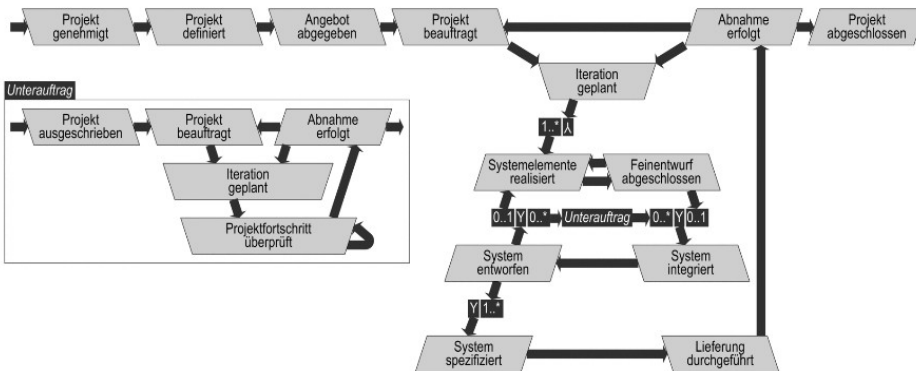 Projekt
genehmigt
Projekt
definiert
Angebot
abgegeben
Projekt
beauftragt
Abnahme
erfolgt
Projekt
abgeschlossen
Iteration
geplant
Unterauftrag
Projekt
ausgeschrieben
Projekt
beauftragt
Abnahme
erfolgt
Iteration
geplant
Projektfortschritt
überprüft
1..* ⅄
Systemelemente
realisiert
Feinentwurf
abgeschlossen
0..1 Y 0..*
Unterauftrag
0..* Y 0..1
System
entworfen
System
integriert
Y 1..*
System
spezifiziert
Lieferung
durchgeführt